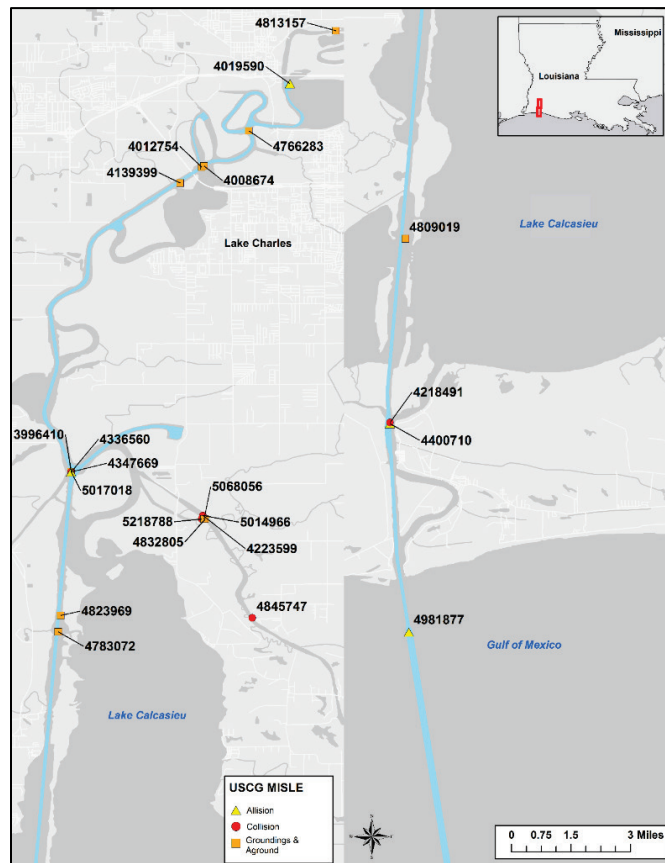 4813157
4019590
4012754
4766283
4139399
4008674
Lake Charles
3996410
4336560
4347669
5017018
5068056
5218788
5014966
4832805
4223599
4845747
4823969
4783072
Lake Calcasieu
USCG MISLE
Allision
Collision
Groundings &
Aground
Mississippi
Louisiana
Lake Calcasieu
4809019
4218491
4400710
4981877
Gulf of Mexico
0 0.75 1.5 3 Miles